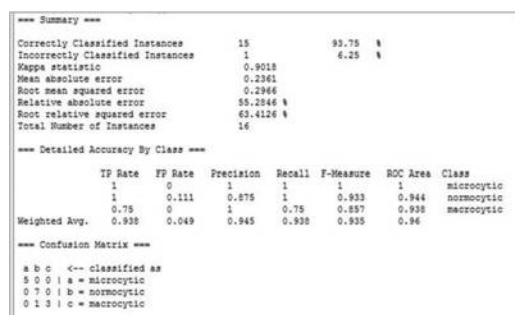 === Summary ===
Correctly Classified Instances 15 93.75 %
Incorrectly Classified Instances 1 6.25 %
Kappa statistic 0.9018
Mean absolute error 0.2361
Root mean squared error 0.2966
Relative absolute error 55.2846 %
Root relative squared error 63.4126 %
Total Number of Instances 16
=== Detailed Accuracy By Class ===
TP Rate FP Rate Precision Recall F-Measure ROC Area Class
1 0 1 1 1 1 microcytic
1 0.111 0.875 1 0.933 0.944 normocytic
0.75 0 1 0.75 0.857 0.938 macrocytic
Weighted Avg. 0.938 0.049 0.945 0.938 0.935 0.96
=== Confusion Matrix ===
a b c <-- classified as
5 0 0 | a = microcytic
0 7 0 | b = normocytic
0 1 3 | c = macrocytic